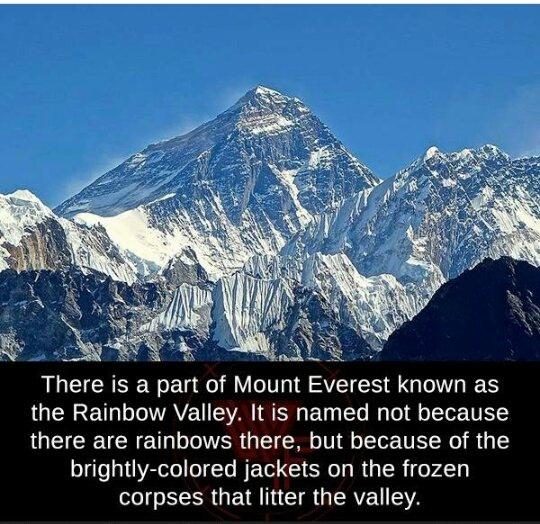 There is a part of Mount Everest known as
the Rainbow Valley. It is named not because
there are rainbows there, but because of the
brightly-colored jackets on the frozen
corpses that litter the valley.